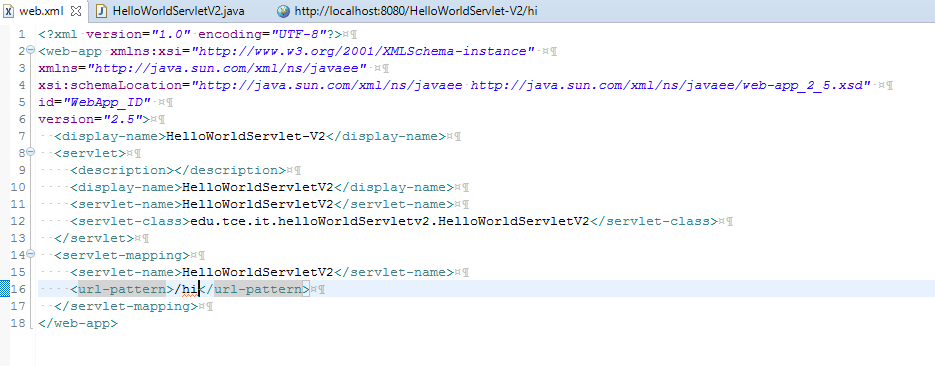 web.xml HelloWorldServletV2.java http://localhost:8080/HelloWorldServlet-V2/hi
1 <?xml version="1.0" encoding="UTF-8"?>¤¶
2 <web-app xmlns:xsi="http://www.w3.org/2001/XMLSchema-instance"·¤¶
3 xmlns="http://java.sun.com/xml/ns/javaee"·¤¶
4 xsi:schemaLocation="http://java.sun.com/xml/ns/javaee http://java.sun.com/xml/ns/javaee/web-app_2_5.xsd"·¤¶
5 id="WebApp_ID"·¤¶
6 version="2.5">¤¶
7 ··<display-name>HelloWorldServlet-V2</display-name>¤¶
8 ··<servlet>¤¶
9 ····<description></description>¤¶
10 ····<display-name>HelloWorldServletV2</display-name>¤¶
11 ····<servlet-name>HelloWorldServletV2</servlet-name>¤¶
12 ····<servlet-class>edu.tce.it.helloWorldServletv2.HelloWorldServletV2</servlet-class>¤¶
13 ··</servlet>¤¶
14 ··<servlet-mapping>¤¶
15 ····<servlet-name>HelloWorldServletV2</servlet-name>¤¶
16 ····<url-pattern>/hi</url-pattern>¤¶
17 ··</servlet-mapping>¤¶
18 </web-app>